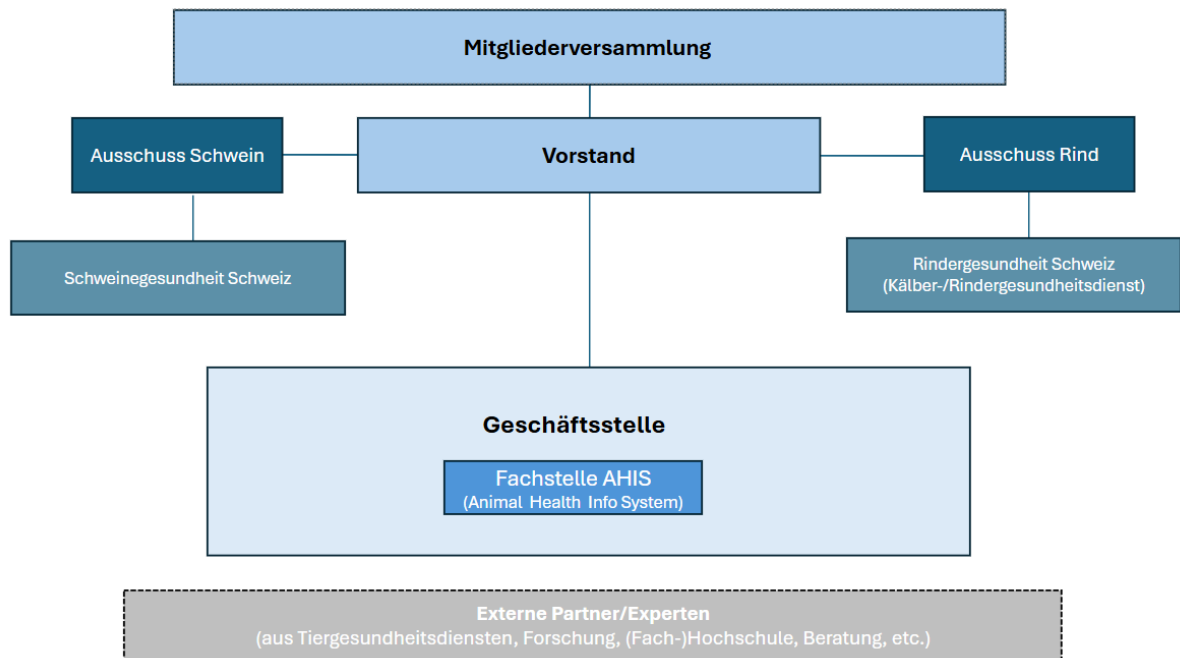 Mitgliederversammlung
Ausschuss Schwein
Vorstand
Ausschuss Rind
Schweinegesundheit Schweiz
Rindergesundheit Schweiz
(Kälber-/Rindergesundheitsdienst)
Geschäftsstelle
Fachstelle AHIS
(Animal Health Info System)
Externe Partner/Experten
(aus Tiergesundheitsdiensten, Forschung, (Fach-)Hochschule, Beratung, etc.)